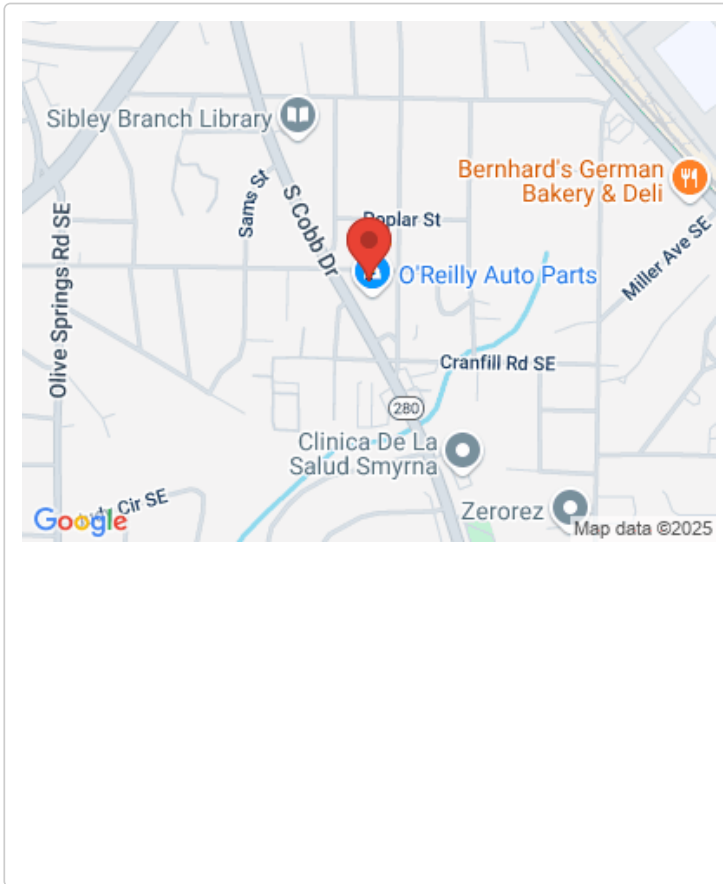 Sibley Branch Library
Bernhard's German
Bakery & Deli
Sams St
S Cobb Dr
Poplar St
Miller Ave SE
O'Reilly Auto Parts
Olive Springs Rd SE
Cranfill Rd SE
280
Clinica De La
Salud Smyrna
Cir SE
Zerorez
Google
Map data ©2025